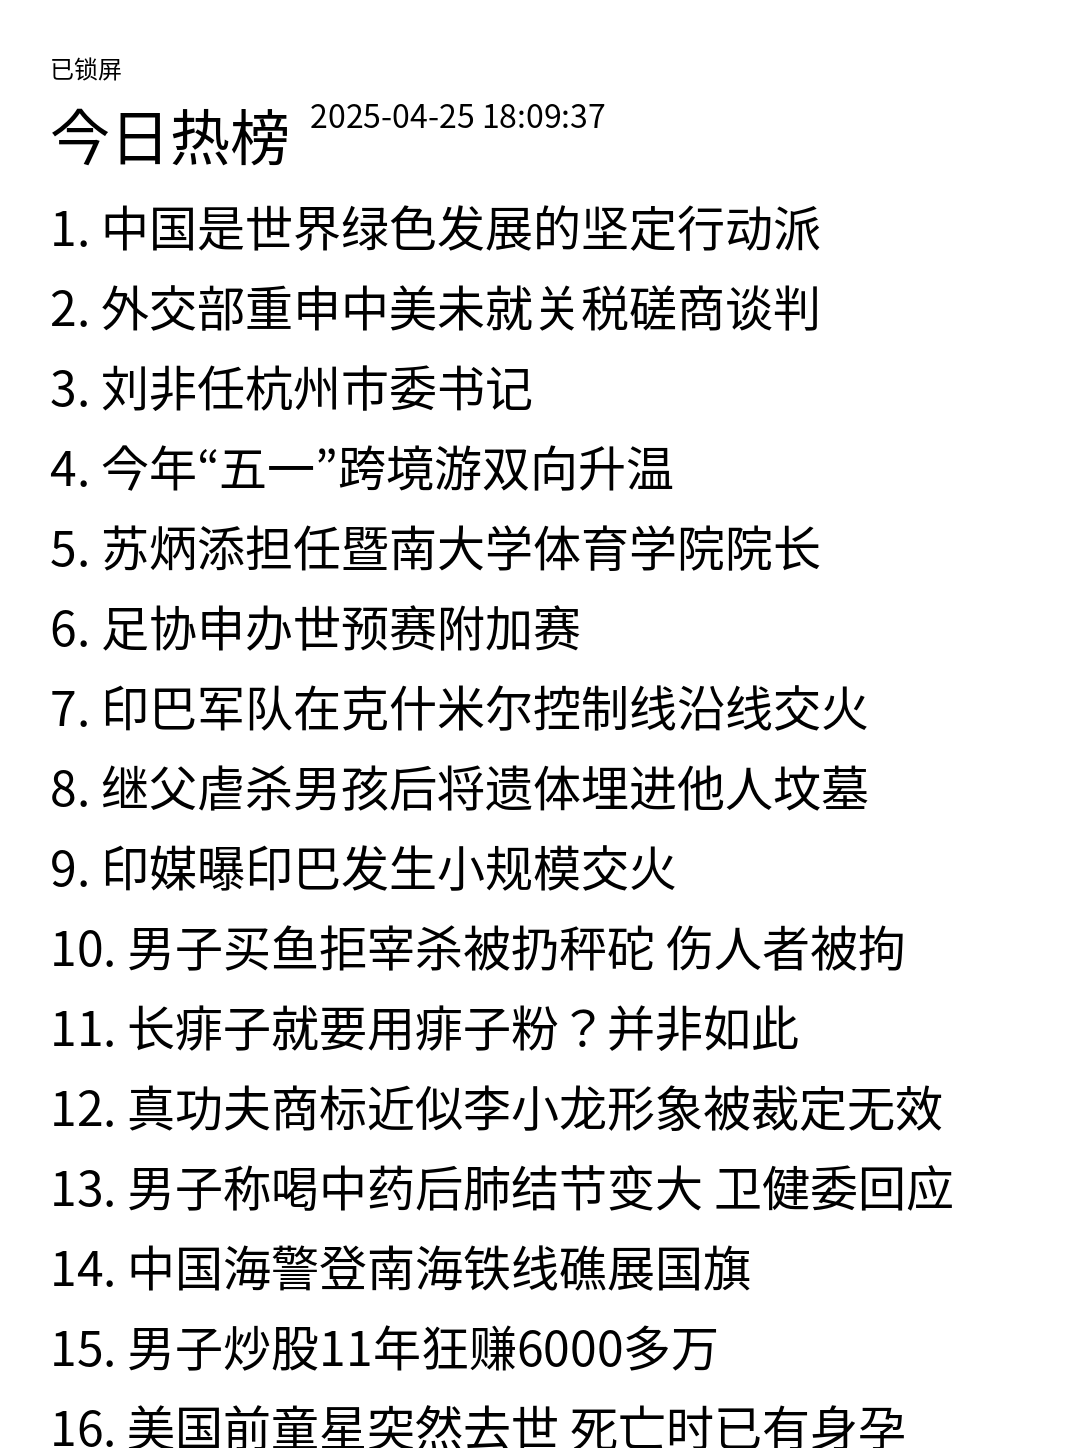 已锁屏
今日热榜 2025-04-25 18:09:37
1. 中国是世界绿色发展的坚定行动派
2. 外交部重申中美未就关税磋商谈判
3. 刘非任杭州市委书记
4. 今年“五一”跨境游双向升温
5. 苏炳添担任暨南大学体育学院院长
6. 足协申办世预赛附加赛
7. 印巴军队在克什米尔控制线沿线交火
8. 继父虐杀男孩后将遗体埋进他人坟墓
9. 印媒曝印巴发生小规模交火
10. 男子买鱼拒宰杀被扔秤砣 伤人者被拘
11. 长痱子就要用痱子粉？并非如此
12. 真功夫商标近似李小龙形象被裁定无效
13. 男子称喝中药后肺结节变大 卫健委回应
14. 中国海警登南海铁线礁展国旗
15. 男子炒股11年狂赚6000多万
16. 美国前童星突然去世 死亡时已有身孕